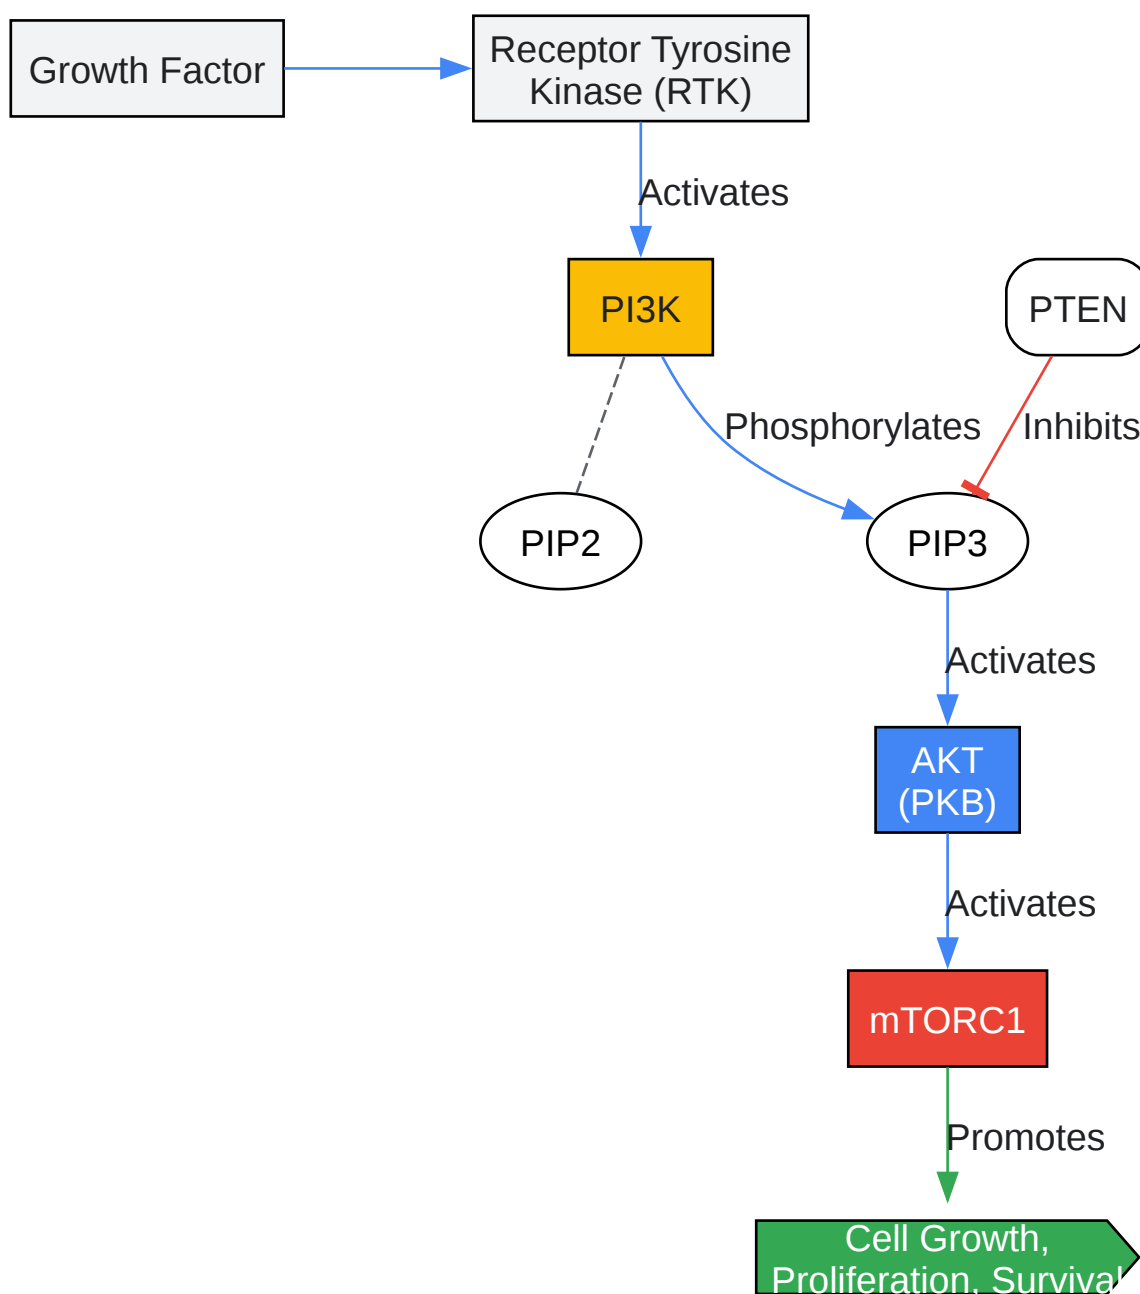 Growth Factor
Receptor Tyrosine
Kinase (RTK)
Activates
PI3K
PTEN
Phosphorylates
Inhibits
PIP2
PIP3
Activates
AKT
(PKB)
Activates
mTORC1
Promotes
Cell Growth,
Proliferation, Survival